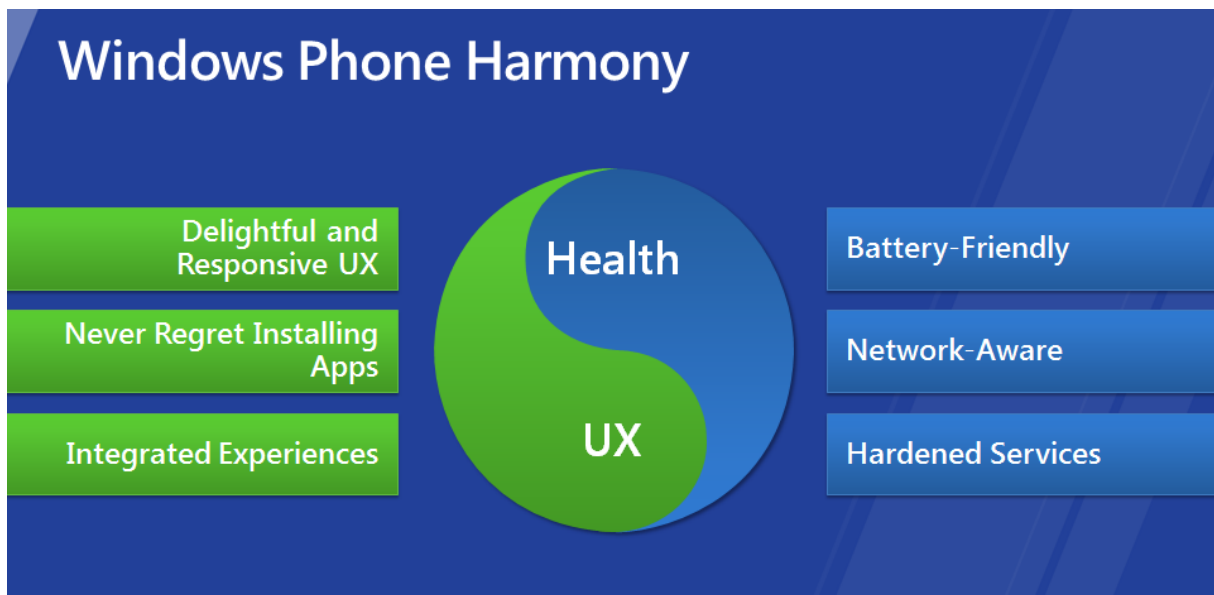 Windows Phone Harmony
Delightful and
Responsive UX
Never Regret Installing
Apps
Integrated Experiences
Health
UX
Battery-Friendly
Network-Aware
Hardened Services